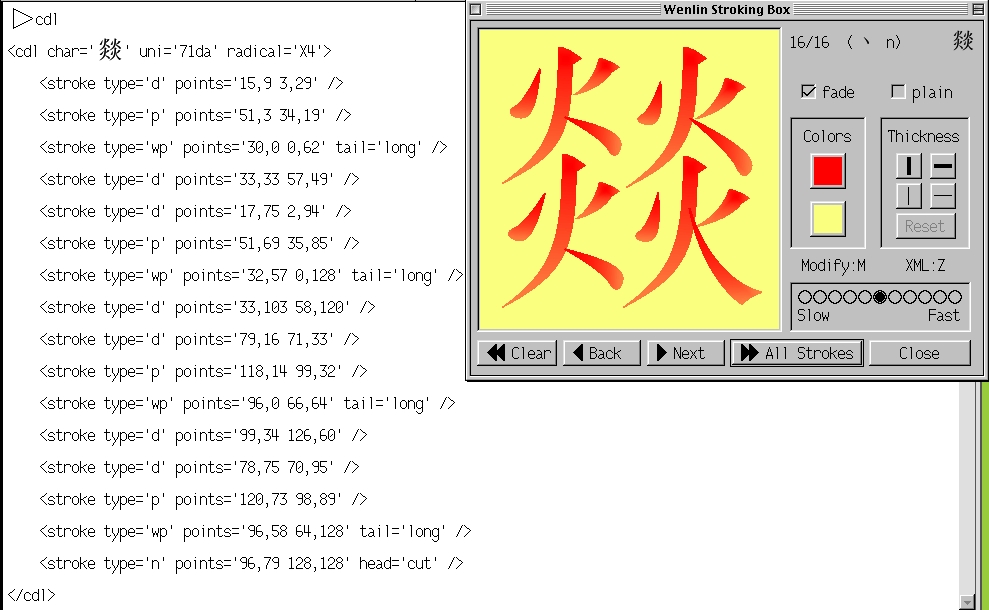 ▷cdl
<cdl char='燚' uni='71da' radical='X4'>
<stroke type='d' points='15,9 3,29' />
<stroke type='p' points='51,3 34,19' />
<stroke type='wp' points='30,0 0,62' tail='long' />
<stroke type='d' points='33,33 57,49' />
<stroke type='d' points='17,75 2,94' />
<stroke type='p' points='51,69 35,85' />
<stroke type='wp' points='32,57 0,128' tail='long' />
<stroke type='d' points='33,103 58,120' />
<stroke type='d' points='79,16 71,33' />
<stroke type='p' points='118,14 99,32' />
<stroke type='wp' points='96,0 66,64' tail='long' />
<stroke type='d' points='99,34 126,60' />
<stroke type='d' points='78,75 70,95' />
<stroke type='p' points='120,73 98,89' />
<stroke type='wp' points='96,58 64,128' tail='long' />
<stroke type='n' points='96,79 128,128' head='cut' />
</cdl>
Wenlin Stroking Box
燚
16/16 (㇏ n) 燚
fade plain
Colors Thickness
Reset
Modify:M XML:Z
Slow Fast
Clear Back Next All Strokes Close